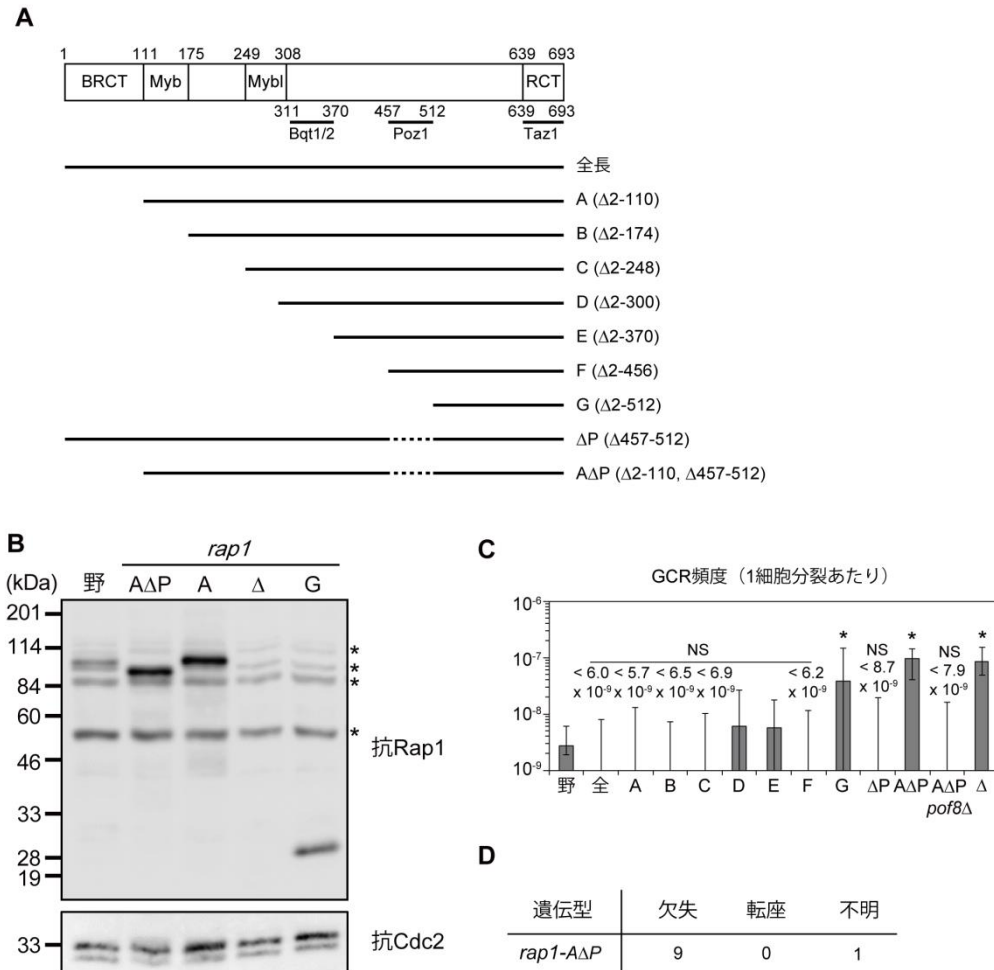 A
1 111 175 249 308 639 693
BRCT Myb Mybl RCT
311 370 457 512 639 693
Bqt1/2 Poz1 Taz1
全長
A (Δ2-110)
B (Δ2-174)
C (Δ2-248)
D (Δ2-300)
E (Δ2-370)
F (Δ2-456)
G (Δ2-512)
ΔP (Δ457-512)
AΔP (Δ2-110, Δ457-512)
B
rap1
(kDa) 野 AΔP A Δ G
201
114
84
60
46
33
28
19
*
*
*
*
抗Rap1
33
抗Cdc2
C
GCR頻度（1細胞分裂あたり）
10-6
10-7
10-8
10-9
NS
< 6.0 < 5.7 < 6.5 < 6.9
x 10-9 x 10-9 x 10-9 x 10-9
< 6.2
x 10-9
*
NS
< 8.7
x 10-9
*
NS
< 7.9
x 10-9
*
野 全 A B C D E F G ΔP AΔP AΔP Δ
pof8Δ
D
遺伝型 欠失 転座 不明
rap1-AΔP 9 0 1